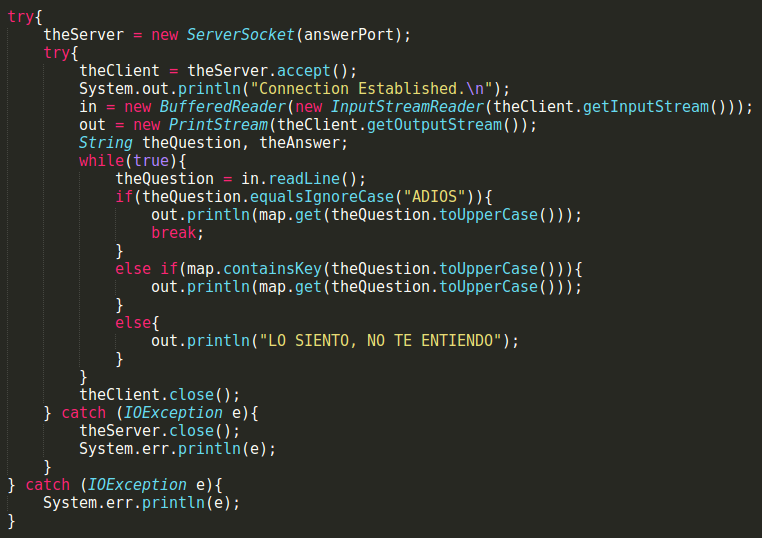 try{
    theServer = new ServerSocket(answerPort);
    try{
        theClient = theServer.accept();
        System.out.println("Connection Established.\n");
        in = new BufferedReader(new InputStreamReader(theClient.getInputStream()));
        out = new PrintStream(theClient.getOutputStream());
        String theQuestion, theAnswer;
        while(true){
            theQuestion = in.readLine();
            if(theQuestion.equalsIgnoreCase("ADIOS")){
                out.println(map.get(theQuestion.toUpperCase()));
                break;
            }
            else if(map.containsKey(theQuestion.toUpperCase())){
                out.println(map.get(theQuestion.toUpperCase()));
            }
            else{
                out.println("LO SIENTO, NO TE ENTIENDO");
            }
        }
        theClient.close();
    } catch (IOException e){
        theServer.close();
        System.err.println(e);
    }
} catch (IOException e){
    System.err.println(e);
}